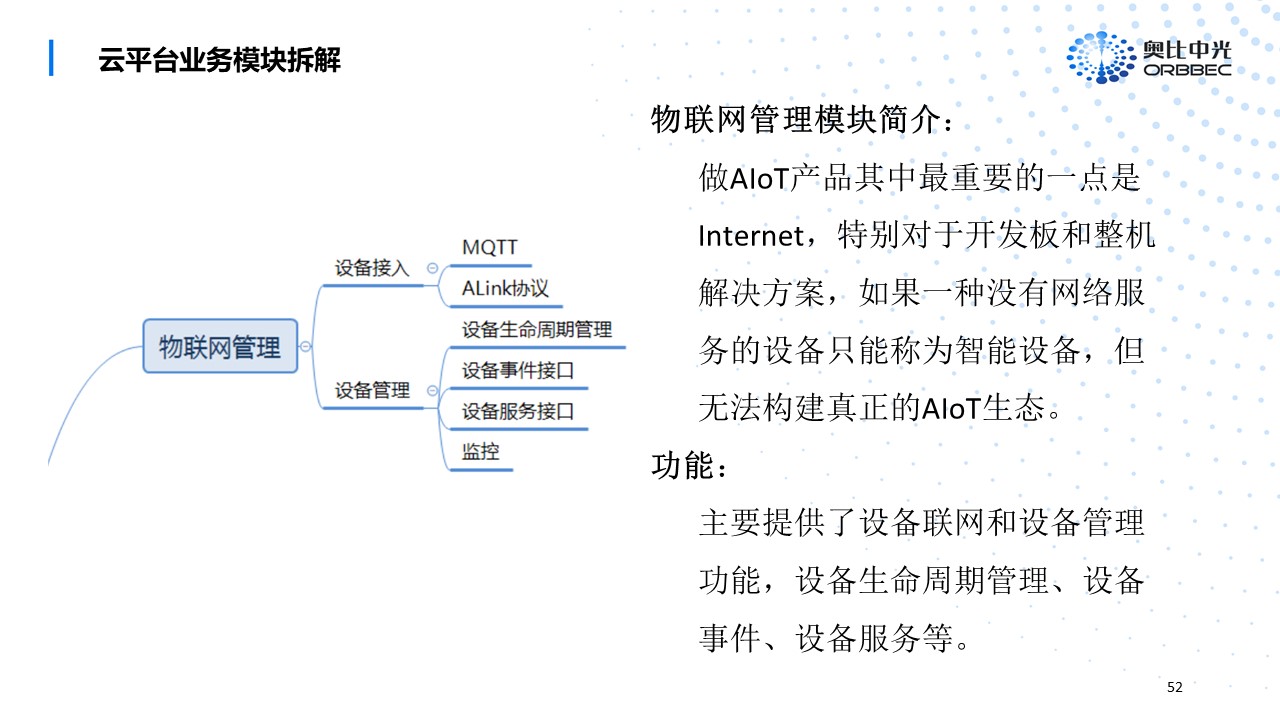 云平台业务模块拆解
奥比中光
ORBBEC
物联网管理
设备接入
MQTT
ALink协议
设备管理
设备生命周期管理
设备事件接口
设备服务接口
监控
物联网管理模块简介：
做AIoT产品其中最重要的一点是
Internet，特别对于开发板和整机
解决方案，如果一种没有网络服
务的设备只能称为智能设备，但
无法构建真正的AIoT生态。
功能：
主要提供了设备联网和设备管理
功能，设备生命周期管理、设备
事件、设备服务等。
52